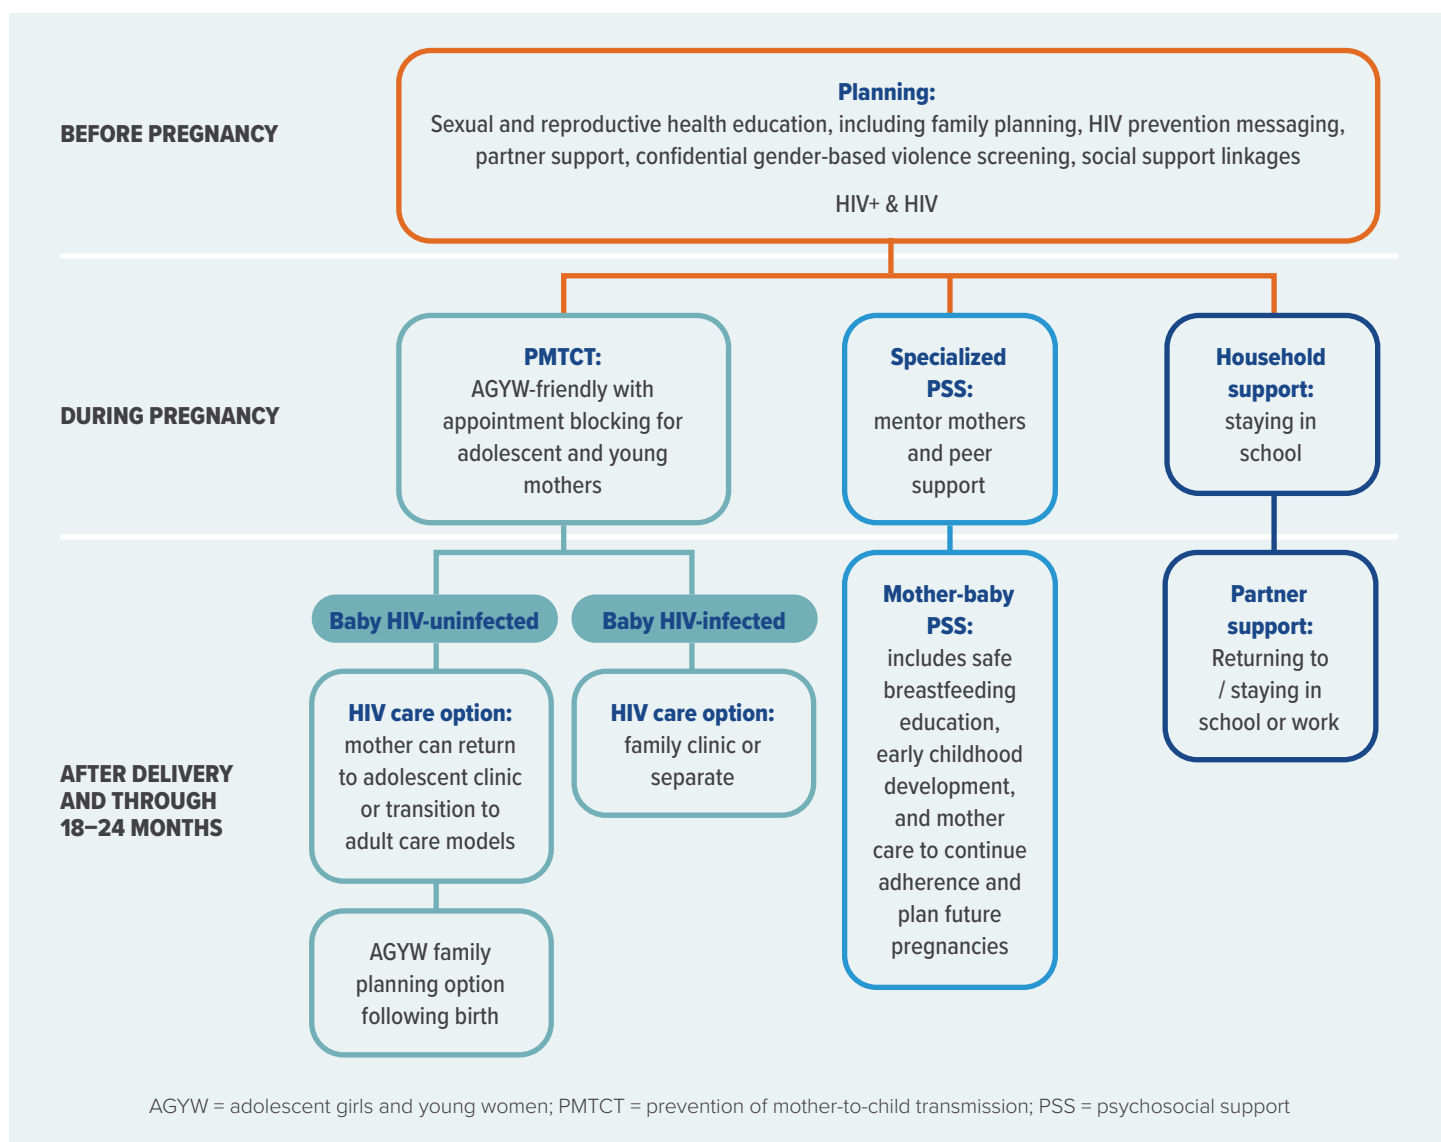 BEFORE PREGNANCY
Planning:
Sexual and reproductive health education, including family planning, HIV prevention messaging,
partner support, confidential gender-based violence screening, social support linkages
HIV+ & HIV
DURING PREGNANCY
PMTCT:
AGYW-friendly with
appointment blocking for
adolescent and young
mothers
Specialized
PSS:
mentor mothers
and peer
support
Household
support:
staying in
school
AFTER DELIVERY
AND THROUGH
18–24 MONTHS
Baby HIV-uninfected
HIV care option:
mother can return
to adolescent clinic
or transition to
adult care models
AGYW family
planning option
following birth
Baby HIV-infected
HIV care option:
family clinic or
separate
Mother-baby
PSS:
includes safe
breastfeeding
education,
early childhood
development,
and mother
care to continue
adherence and
plan future
pregnancies
Partner
support:
Returning to
/ staying in
school or work
AGYW = adolescent girls and young women; PMTCT = prevention of mother-to-child transmission; PSS = psychosocial support